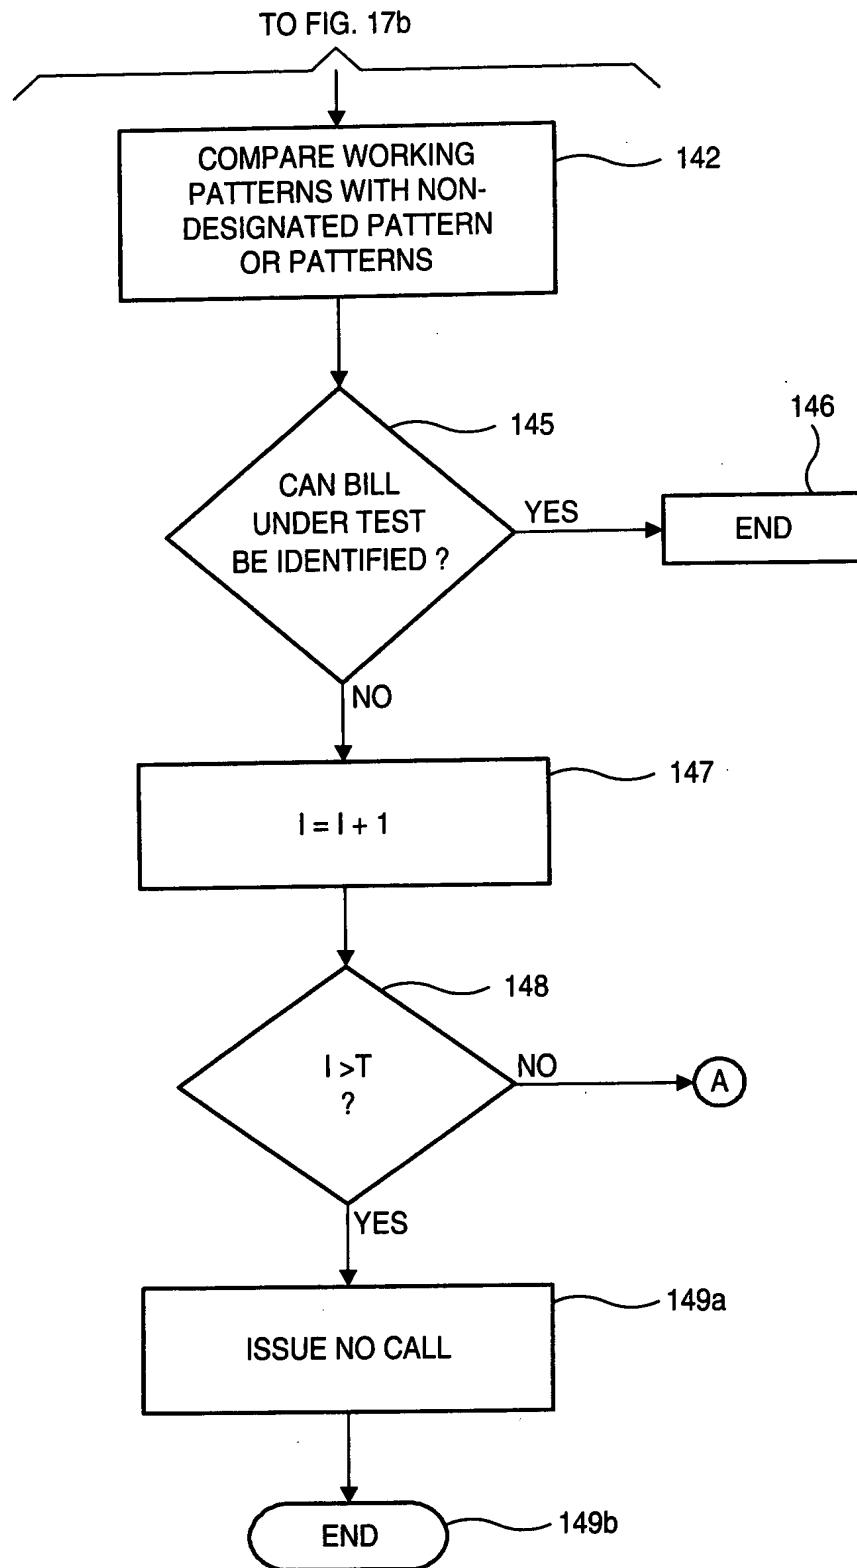 TO FIG. 17b
COMPARE WORKING
PATTERNS WITH NON-
DESIGNATED PATTERN
OR PATTERNS
142
145
CAN BILL
UNDER TEST
BE IDENTIFIED ?
YES
146
END
NO
147
I = I + 1
148
I >T
?
NO
A
YES
149a
ISSUE NO CALL
END
149b